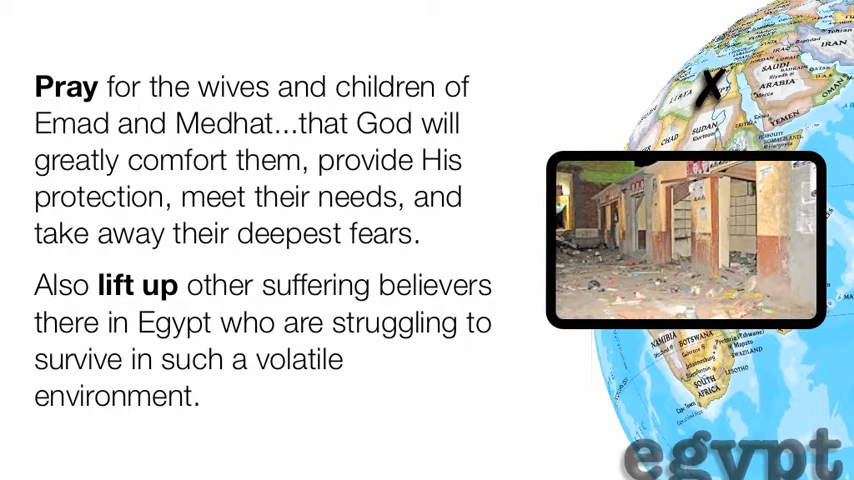 Pray for the wives and children of
Emad and Medhat...that God will
greatly comfort them, provide His
protection, meet their needs, and
take away their deepest fears.
Also lift up other suffering believers
there in Egypt who are struggling to
survive in such a volatile
environment.
IRAN
IRAQ
LIBYA
SAUDI
ARABIA
OMAN
YEMEN
CHAD
SUDAN
NAMIBIA
BOTSWANA
SWAZILAND
LESOTHO
SOUTH
AFRICA
egypt